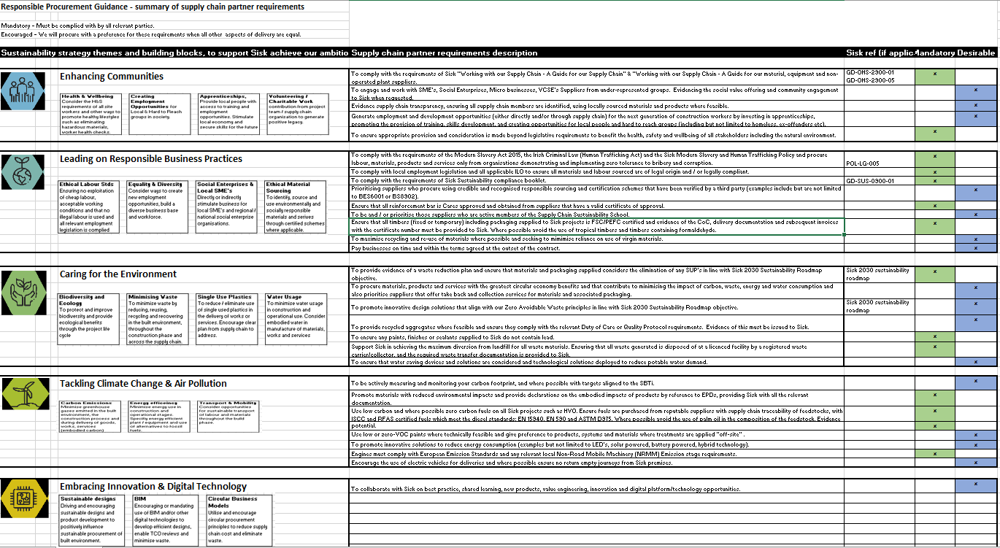 Responsible Procurement Guidance - summary of supply chain partner requirements
Mandatory - Must be complied with by all relevant parties.
Encouraged - We will procure with a preference for these requirements when all other aspects of delivery are equal.
Sustainability strategy themes and building blocks, to support Sisk achieve our ambitio
Supply chain partner requirements description
Sisk ref (if applic
Mandatory
Desirable
Enhancing Communities
Health & Wellbeing
Consider the H&S
requirements of all site
workers and other ways to
promote healthy lifestyles
such as eliminating
hazardous materials,
worker health checks.
Creating
Employment
Opportunities for
Local & Hard to Reach
groups in society.
Apprenticeships,
Provide local people with
access to training and
employment
opportunities. Stimulate
local economy and
secure skills for the future
Volunteering /
Charitable Work
contribution from project
team / supply chain
organisation to generate
positive legacy.
To comply with the requirements of Sisk "Working with our Supply Chain - A Guide for our Supply Chain" & "Working with our Supply Chain - A Guide for our material, equipment and non-
operated plant suppliers.
GD-OHS-2900-01
GD-OHS-2900-05
x
To engage and work with SME's, Social Enterprises, Micro businesses, VCSE's Suppliers from under-represented groups. Evidencing the social value offering and community engagement
to Sisk when requested.
x
Evidence supply chain transparency, ensuring all supply chain members are identified, using locally sourced materials and products where feasible.
x
Generate employment and development opportunities (either directly and/or through supply chain) for the next generation of construction workers by investing in apprenticeships,
promoting the provision of training, skills development, and creating opportunities for local people and hard to reach groups (including but not limited to homeless, ex-offenders etc).
x
To ensure appropriate provision and consideration is made beyond legislative requirements to benefit the health, safety and wellbeing of all stakeholders including the natural environment.
x
Leading on Responsible Business Practices
Ethical Labour Stds
Ensuring no exploitation
of cheap labour,
acceptable working
conditions and that no
illegal labour is used and
all relevant employment
legislation is complied
Equality & Diversity
Consider ways to create
new employment
opportunities, build a
diverse business base
and workforce.
Social Enterprises &
Local SME's
Directly or indirectly
stimulate business for
local SME's and regional /
national social enterprise
organisations.
Ethical Material
Sourcing
To identify, source and
use environmentally and
socially responsible
materials and serives
through certified schemes
where applicable.
To comply with the requirements of the Modern Slavery Act 2015, the Irish Criminal Law (Human Trafficking Act) and the Sisk Modern Slavery and Human Trafficking Policy and procure
labour, materials, products and services only from organisations demonstrating and implementing zero tolerance to bribery and corruption.
POL-LG-005
x
To comply with local employment legislation and all applicable ILO to ensure all materials and labour sourced are of legal origin and / or legally compliant.
x
To comply with the requirements of Sisk Sustainability compliance booklet.
GD-SUS-0900-01
x
Prioritising suppliers who procure using credible and recognised responsible sourcing and certification schemes that have been verified by a third party (examples include but are not limited
to BES6001 or BS8902).
x
Ensure that all reinforcement bar is Cares approved and obtained from suppliers that have a valid certificate of approval.
x
To be and / or prioritise those suppliers who are active members of the Supply Chain Sustainability School.
x
Ensure that all timbers (fixed or temporary) including packaging supplied to Sisk projects is FSC/PEFC certified and evidence of the CoC, delivery documentation and subsequent invoices
with the certificate number must be provided to Sisk. Where possible avoid the use of tropical timbers and timbers containing formaldehyde.
x
To maximise recycling and re-use of materials where possible and seeking to mimimise reliance on use of virgin materials.
x
Pay businesses on time and within the terms agreed at the outset of the contract.
x
Caring for the Environment
Biodiversity and
Ecology
To protect and improve
biodiversity and provide
ecological benefits
through the project life
cycle
Minimising Waste
To minimise waste by
reducing, reusing,
recycling and recovering
in the built environment,
throughout the
construction phase and
across the supply chain.
Single Use Plastics
To reduce / eliminate use
of single used plastics in
the delivery of works or
services. Encourage clear
plan from supply chain to
address.
Water Usage
To minimise water usage
in construction and
operational use. Consider
embodied water in
manufacture of materials,
works and services
To provide evidence of a waste reduction plan and ensure that materials and packaging supplied considers the elimination of any SUP's in line with Sisk 2030 Sustainability Roadmap
objective.
Sisk 2030 sustainability
roadmap
x
To procure materials, products and services with the greatest circular economy benefits and that contribute to minimising the impact of carbon, waste, energy and water consumption and
also prioritise suppliers that offer take back and collection services for materials and associated packaging.
x
To promote innovative design solutions that align with our Zero Avoidable Waste principles in line with Sisk 2030 Sustainability Roadmap objective.
Sisk 2030 sustainability
roadmap
x
To provide recycled aggregates where feasible and ensure they comply with the relevant Duty of Care or Quality Protocol requirements. Evidence of this must be issued to Sisk.
x
To ensure any paints, finishes or sealants supplied to Sisk do not contain lead.
x
Support Sisk in achieving the maximum diversion from landfill for all waste materials. Ensuring that all waste generated is disposed of at a licenced facility by a registered waste
carrier/collector, and the required waste transfer documentation is provided to Sisk.
x
To ensure that water saving devices and solutions are considered and technological solutions deployed to reduce potable water demand.
x
Tackling Climate Change & Air Pollution
Carbon Emissions
Minimise greenhouse
gases emitted in the built
environment, the
construction process and
during delivery of goods,
works, services
(embodied carbon)
Energy efficeincy
Minimise energy use in
construction and
operational stages.
Specify energy efficient
plant / equipment and use
of alternatives to fossil
fuels.
Transport & Mobility
Consider opportunities
for sustainable transport
of labour and materials
throughout the build
phase.
To be actively measuring and monitoring your carbon footprint, and where possible with targets aligned to the SBTi.
x
Promote materials with reduced environmental impacts and provide declarations on the embodied impacts of products by reference to EPDs, providing Sisk with all the relevant
documentation.
x
Use low carbon and where possible zero carbon fuels on all Sisk projects such as HVO. Ensure fuels are purchased from reputable suppliers with supply chain traceability of feedstocks, with
ISCC and RFAS certified fuels which meet the diesel standards: EN 15940, EN 590 and ASTM D975. Where possible avoid the use of palm oil in the composition of the feedstock. Evidence
potential.
x
x
Use low or zero-VOC paints where technically feasible and give preference to products, systems and materials where treatments are applied "off-site" .
x
To promote innovative solutions to reduce energy consumption (examples but not limited to LED's, solar powered, battery powered, hybrid technology).
x
Engines must comply with European Emission Standards and any relevant local Non-Road Mobile Machinery (NRMM) Emission stage requirements.
x
Encourage the use of electric vehicles for deliveries and where possible ensure no return empty journeys from Sisk premises.
x
Embracing Innovation & Digital Technology
Sustainable designs
Driving and encouraging
sustainable designs and
product development to
positively influence
sustainable procurement of
built environment.
BIM
Encouraging or mandating
use of BIM and/or other
digital technologies to
develop efficient designs,
enable TCO reviews and
minimise waste.
Circular Business
Models
Utilise and encourage
circular procurement
principles to reduce supply
chain cost and eliminate
waste.
To collaborate with Sisk on best practice, shared learning, new products, value engineering, innovation and digital platform/technology opportunities.
x